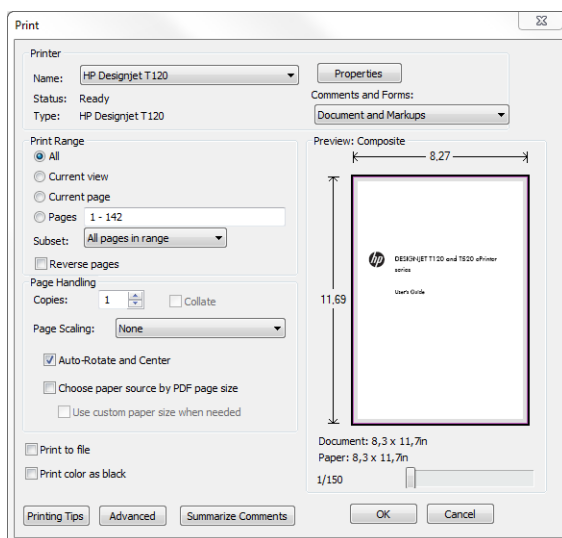 Print
Printer
Name: HP Designjet T120 Properties
Status: Ready Comments and Forms:
Type: HP Designjet T120 Document and Markups
Print Range
All
Current view
Current page
Pages 1 - 142
Subset: All pages in range
Reverse pages
Page Handling
Copies: 1 Collate
Page Scaling: None
Auto-Rotate and Center
Choose paper source by PDF page size
Use custom paper size when needed
Print to file
Print color as black
Preview: Composite
8,27
11,69
hp
DESIGNJET T120 and T520 ePrinter
series
User's Guide
Document: 8,3 x 11,7in
Paper: 8,3 x 11,7in
1/150
Printing Tips Advanced Summarize Comments OK Cancel